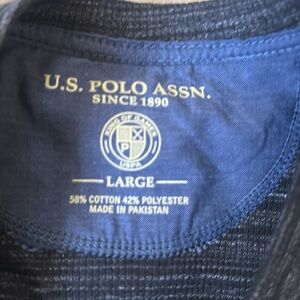 U.S. POLO ASSN.
SINCE 1890
KING OF GAMES
P
USPA
LARGE
58% COTTON 42% POLYESTER
MADE IN PAKISTAN